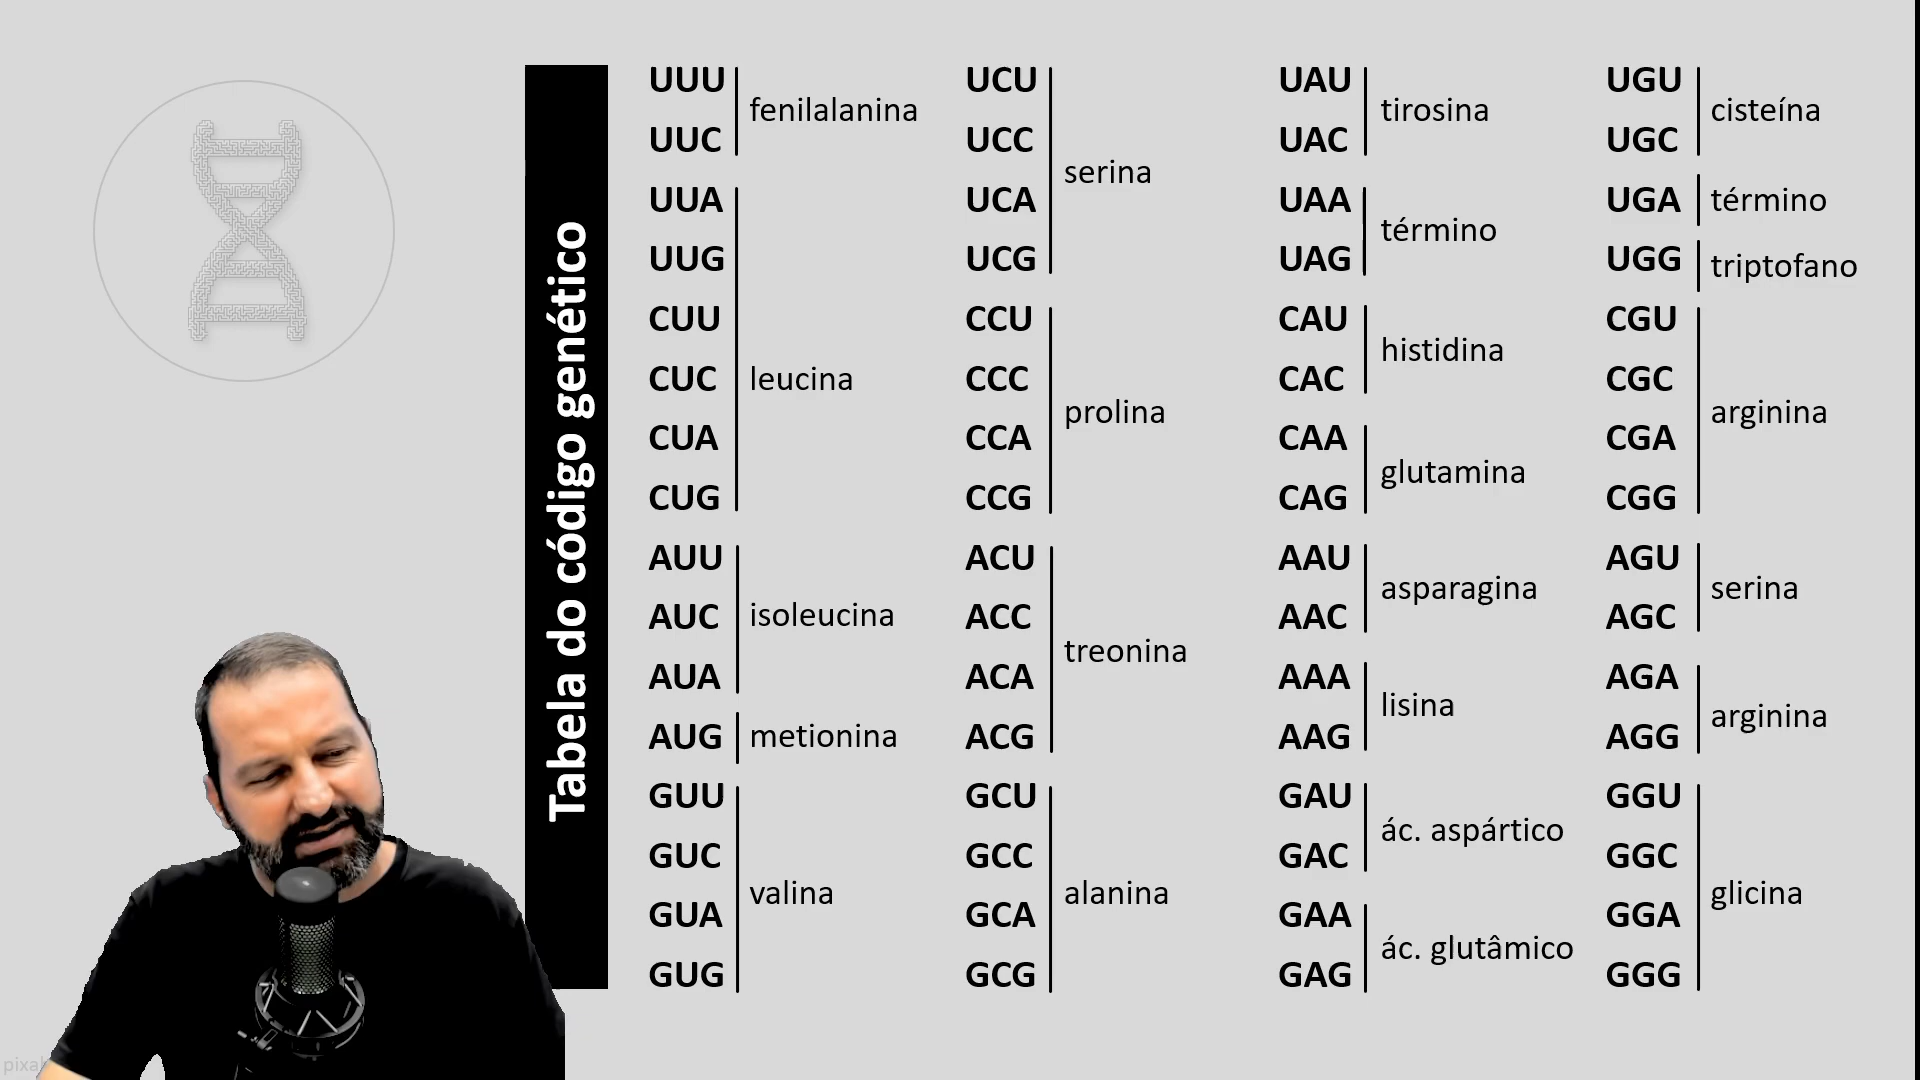 Tabela do código genético
UUU
UUC
fenilalanina
UUA
UUG
CUU
CUC
CUA
CUG
leucina
AUU
AUC
AUA
isoleucina
AUG
metionina
GUU
GUC
GUA
GUG
valina
UCU
UCC
UCA
UCG
serina
CCU
CCC
CCA
CCG
prolina
ACU
ACC
ACA
ACG
treonina
GCU
GCC
GCA
GCG
alanina
UAU
UAC
tirosina
UAA
UAG
término
CAU
CAC
histidina
CAA
CAG
glutamina
AAU
AAC
asparagina
AAA
AAG
lisina
GAU
GAC
ác. aspártico
GAA
GAG
ác. glutâmico
UGU
UGC
cisteína
UGA
término
UGG
triptofano
CGU
CGC
CGA
CGG
arginina
AGU
AGC
serina
AGA
AGG
arginina
GGU
GGC
GGA
GGG
glicina